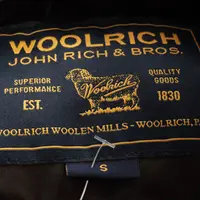 WOOLRICH
JOHN RICH & BROS.
SUPERIOR
PERFORMANCE
EST.
Woolrich
QUALITY
GOODS
1830
WOOLRICH WOOLEN MILLS - WOOLRICH, P
S